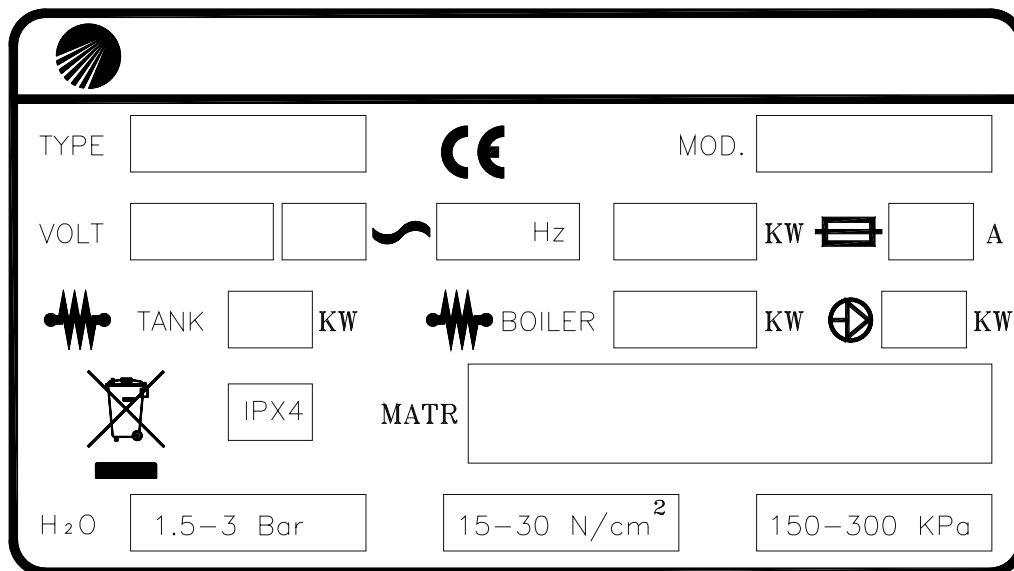 TYPE CE MOD.
VOLT Hz KW A
TANK KW BOILER KW KW
IPX4 MATR
H₂O 1.5-3 Bar 15-30 N/cm² 150-300 KPa